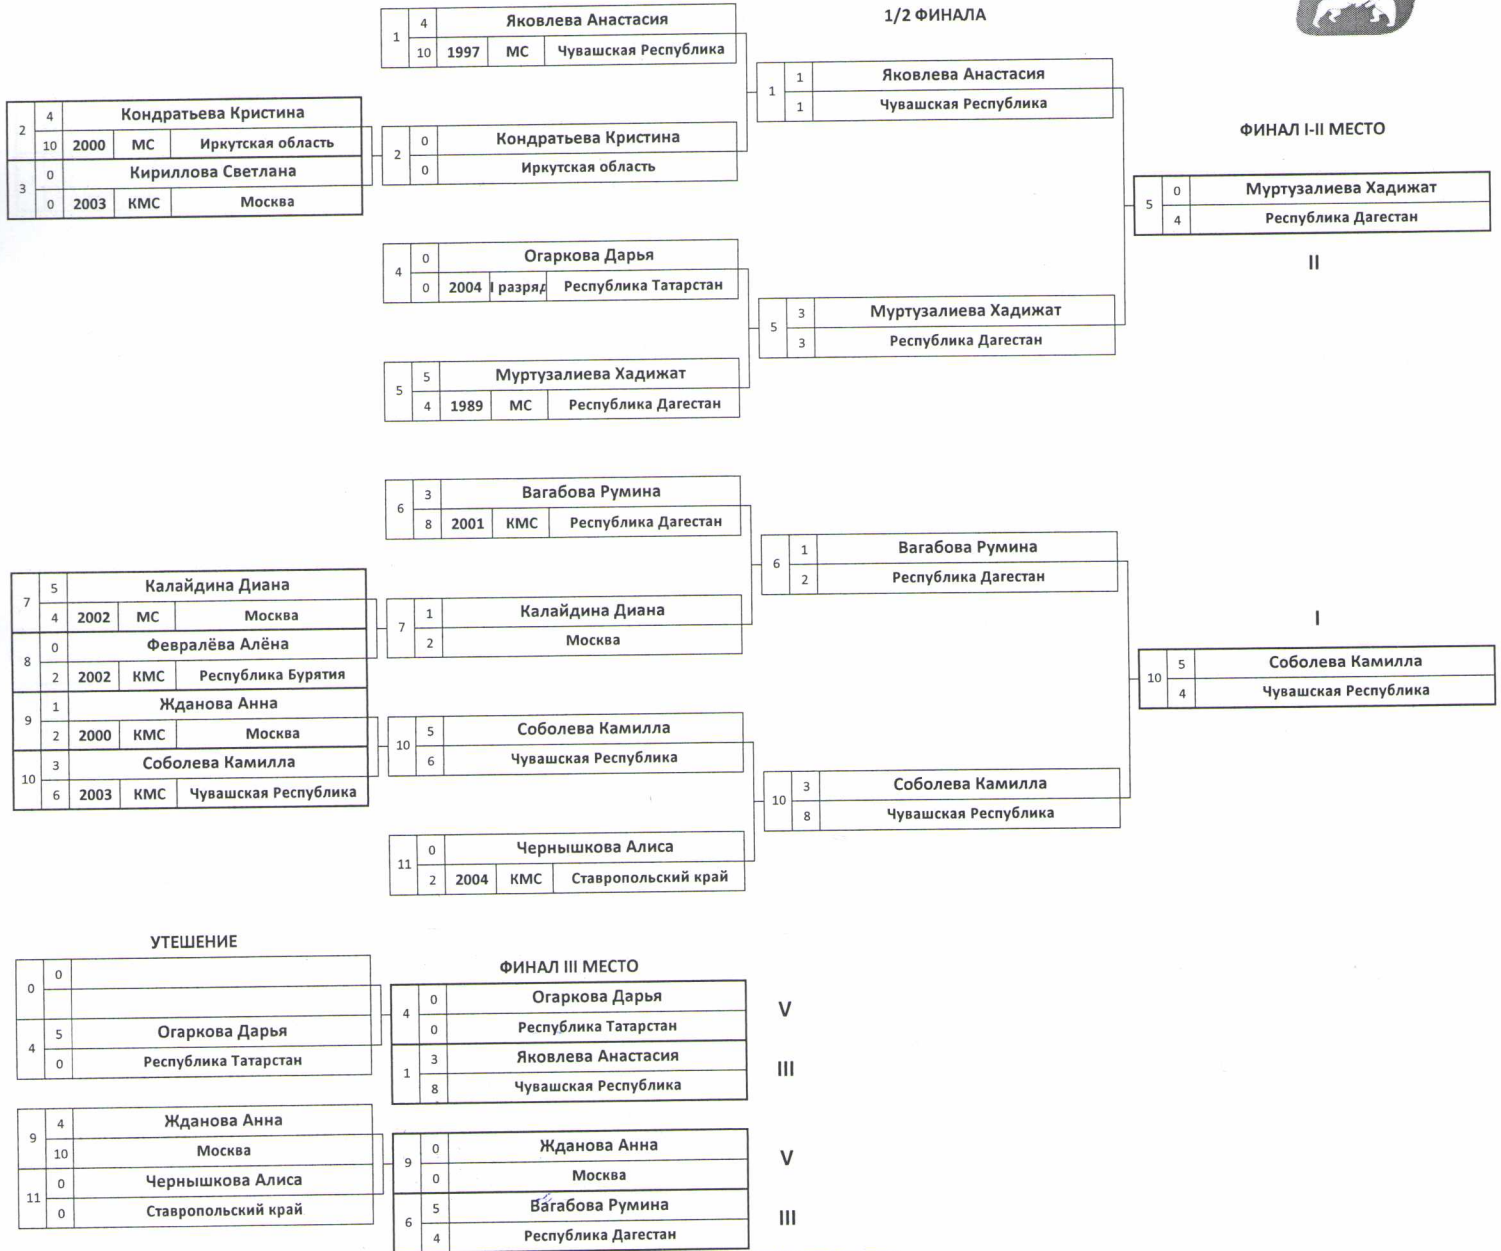 1/2 ФИНАЛА
1 4 Яковлева Анастасия
10 1997 МС Чувашская Республика
2 4 Кондратьева Кристина
10 2000 МС Иркутская область
3 0 Кириллова Светлана
0 2003 КМС Москва
2 0 Кондратьева Кристина
0 Иркутская область
1 1 Яковлева Анастасия
1 Чувашская Республика
ФИНАЛ I-II МЕСТО
5 0 Муртузалиева Хадижат
4 Республика Дагестан
II
4 0 Огаркова Дарья
0 2004 I разряд Республика Татарстан
5 3 Муртузалиева Хадижат
3 Республика Дагестан
5 5 Муртузалиева Хадижат
4 1989 МС Республика Дагестан
6 3 Вагабова Румина
8 2001 КМС Республика Дагестан
6 1 Вагабова Румина
2 Республика Дагестан
7 5 Калайдина Диана
4 2002 МС Москва
8 0 Февралёва Алёна
2 2002 КМС Республика Бурятия
9 1 Жданова Анна
2 2000 КМС Москва
10 3 Соболева Камилла
6 2003 КМС Чувашская Республика
7 1 Калайдина Диана
2 Москва
I
10 5 Соболева Камилла
4 Чувашская Республика
10 5 Соболева Камилла
6 Чувашская Республика
10 3 Соболева Камилла
8 Чувашская Республика
11 0 Чернышкова Алиса
2 2004 КМС Ставропольский край
УТЕШЕНИЕ
0 0
4 5 Огаркова Дарья
0 Республика Татарстан
9 4 Жданова Анна
10 Москва
11 0 Чернышкова Алиса
0 Ставропольский край
ФИНАЛ III МЕСТО
4 0 Огаркова Дарья V
0 Республика Татарстан
1 3 Яковлева Анастасия III
8 Чувашская Республика
9 0 Жданова Анна V
0 Москва
6 5 Вагабова Румина III
4 Республика Дагестан